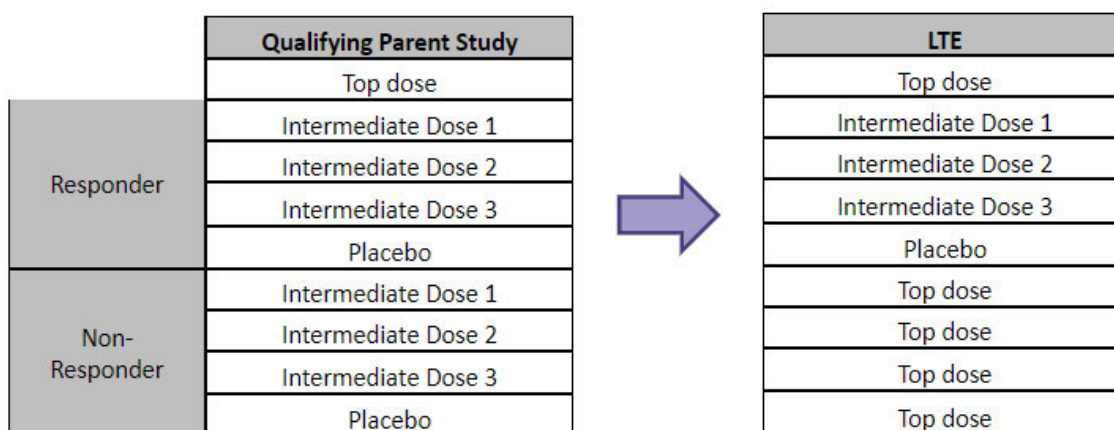 Qualifying Parent Study
LTE
Top dose
Top dose
Responder
Intermediate Dose 1
Intermediate Dose 1
Intermediate Dose 2
Intermediate Dose 2
Intermediate Dose 3
Intermediate Dose 3
Placebo
Placebo
Non-
Responder
Intermediate Dose 1
Top dose
Intermediate Dose 2
Top dose
Intermediate Dose 3
Top dose
Placebo
Top dose